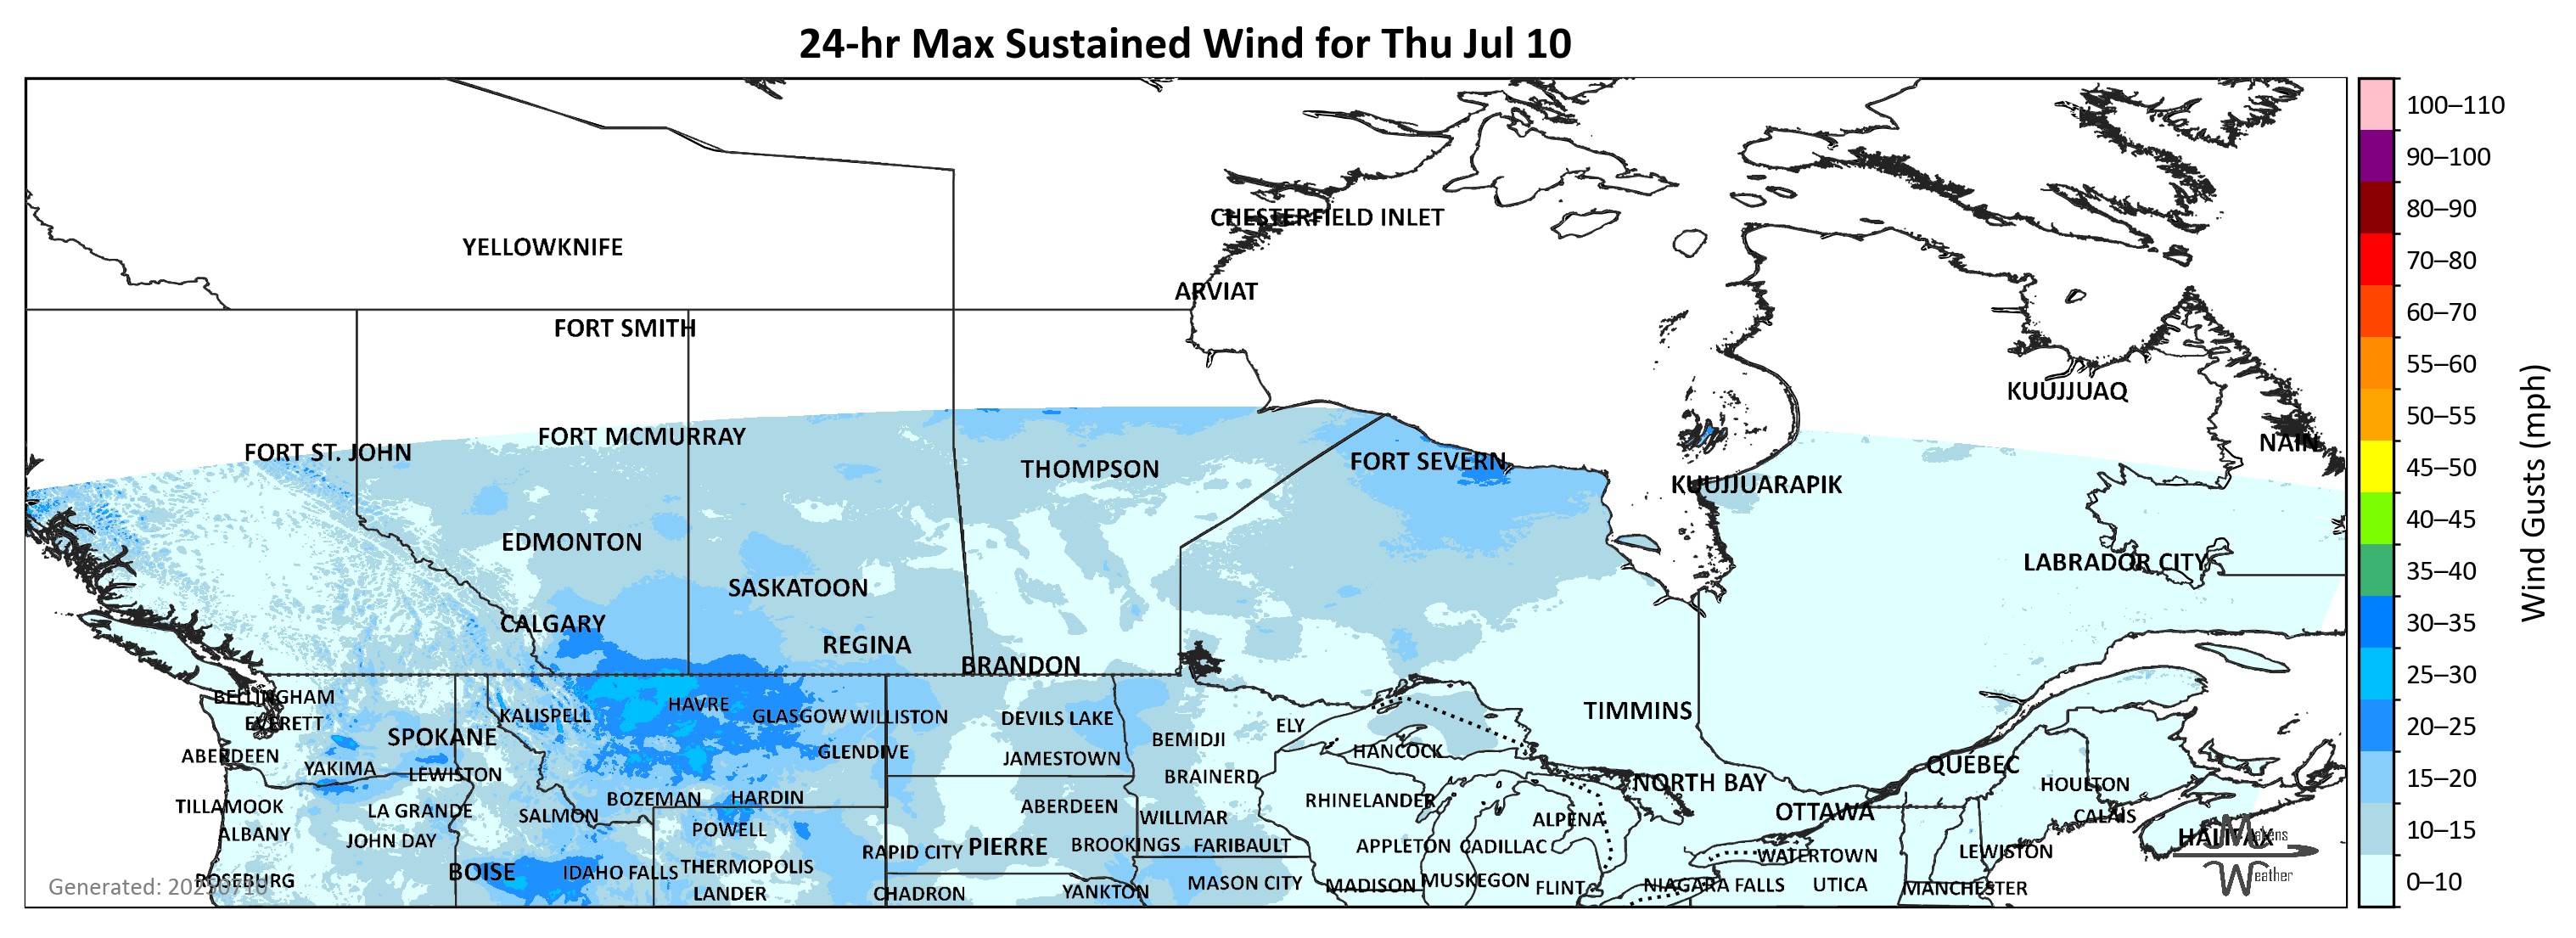 24-hr Max Sustained Wind for Thu Jul 10
CHESTERFIELD INLET
YELLOWKNIFE
ARVIAT
FORT SMITH
KUUJJUAQ
FORT MCMURRAY
NAIN
FORT ST. JOHN
FORT SEVERN
THOMPSON
KUUJJUARAPIK
EDMONTON
LABRADOR CITY
SASKATOON
CALGARY
REGINA
BRANDON
BELLINGHAM
HAVRE
TIMMINS
KALISPELL
GLASGOW
WILLISTON
DEVILS LAKE
EVERETT
ELY
SPOKANE
BEMIDJI
HANCOCK
GLENDIVE
ABERDEEN
JAMESTOWN
QUEBEC
YAKIMA
LEWISTON
BRAINERD
NORTH BAY
HOULTON
BOZEMAN
HARDIN
RHINELANDER
TILLAMOOK
LA GRANDE
SALMON
ABERDEEN
OTTAWA
CALAIS
WILLMAR
ALPENA
ALBANY
POWELL
HALIFAX
Makens
JOHN DAY
RAPID CITY
PIERRE
BROOKINGS
FARIBAULT
APPLETON
CADILLAC
WATERTOWN
LEWISTON
BOISE
IDAHO FALLS
THERMOPOLIS
Weather
ROSEBURG
Generated: 20250710
LANDER
CHADRON
YANKTON
MASON CITY
MADISON
MUSKEGON
FLINT
NIAGARA FALLS
UTICA
MANCHESTER
100–110
90–100
80–90
70–80
60–70
55–60
50–55
45–50
40–45
35–40
30–35
25–30
20–25
15–20
10–15
0–10
Wind Gusts (mph)